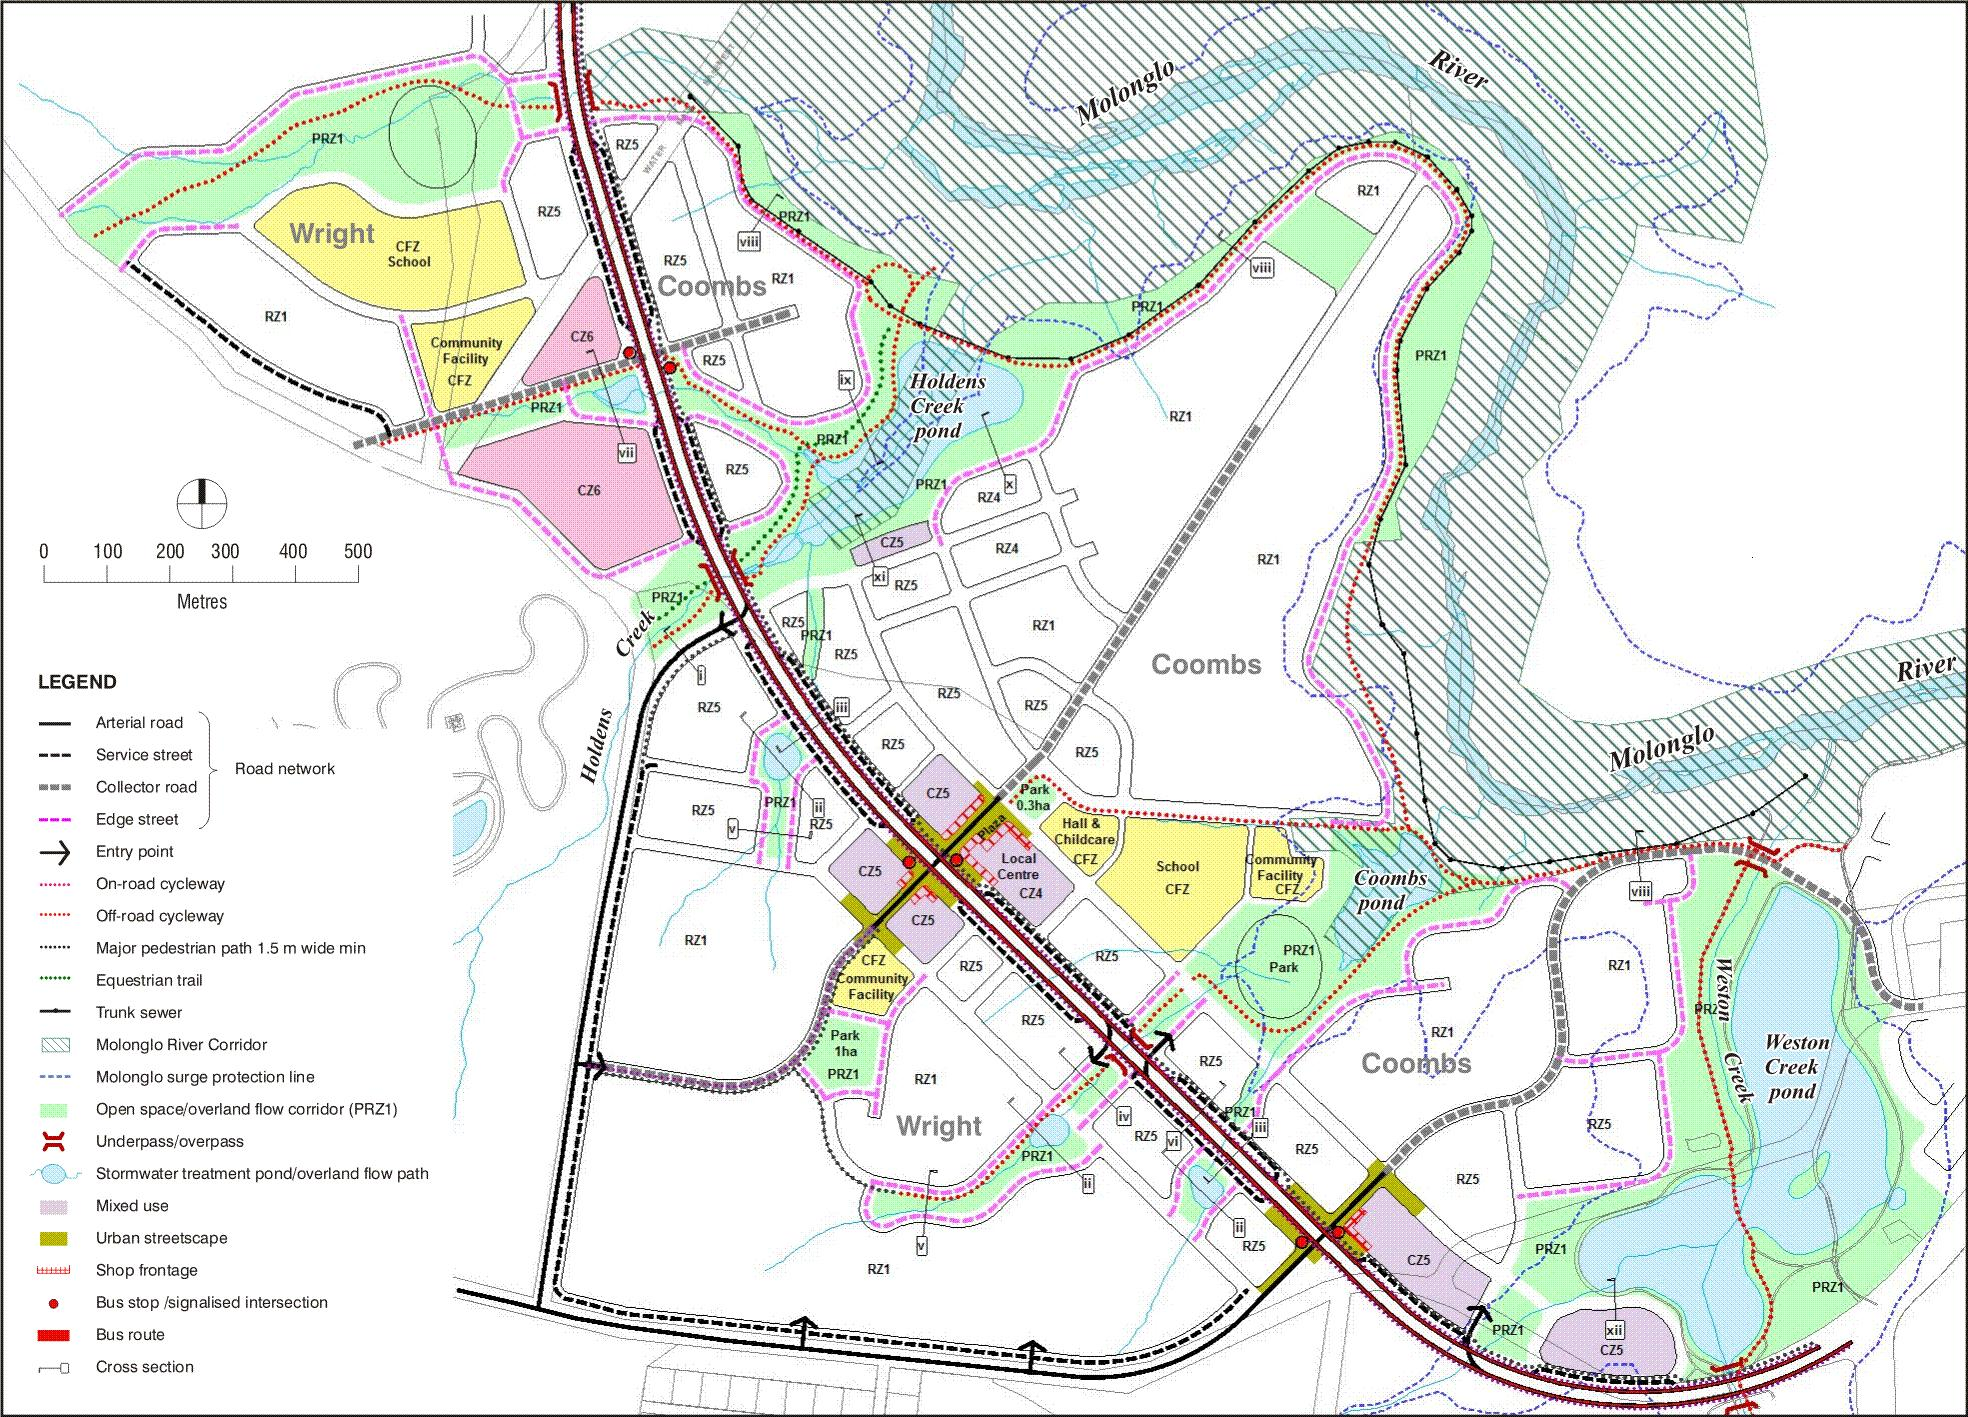 Molonglo
River
PRZ1
RZ5
WATER
Wright
CFZ
School
RZ5
RZ1
PRZ1
viii
RZ5
RZ1
Coombs
viii
PRZ1
RZ1
CZ6
Community
Facility
CFZ
RZ5
PRZ1
ix
Holdens
Creek
pond
PRZ1
RZ1
PRZ1
vii
RZ5
CZ6
PRZ1
x
RZ4
CZ5
RZ4
RZ1
xi
RZ5
0 100 200 300 400 500
Metres
PRZ1
Creek
Holdens
RZ5
PRZ1
RZ5
RZ1
Coombs
i
RZ5
iii
RZ5
RZ5
RZ5
RZ5
River
Molonglo
CZ5
Park
0.3ha
Plaza
RZ5
PRZ1
ii
RZ5
v
Hall &
Childcare
CFZ
School
CFZ
Community
Facility
CFZ
Local
Centre
CZ4
CZ5
CZ5
Coombs
pond
viii
RZ1
CFZ
Community
Facility
RZ5
RZ5
PRZ1
Park
RZ1
PRZ1
Weston
Creek
Weston
Creek
pond
RZ5
Park
1ha
PRZ1
RZ1
Wright
RZ5
RZ1
Coombs
iv
RZ5
vi
PRZ1
iii
RZ5
RZ5
RZ5
PRZ1
ii
v
ii
RZ5
RZ1
CZ5
PRZ1
PRZ1
PRZ1
xii
CZ5
LEGEND
Arterial road
Service street
Collector road
Edge street
Road network
Entry point
On-road cycleway
Off-road cycleway
Major pedestrian path 1.5 m wide min
Equestrian trail
Trunk sewer
Molonglo River Corridor
Molonglo surge protection line
Open space/overland flow corridor (PRZ1)
Underpass/overpass
Stormwater treatment pond/overland flow path
Mixed use
Urban streetscape
Shop frontage
Bus stop /signalised intersection
Bus route
Cross section